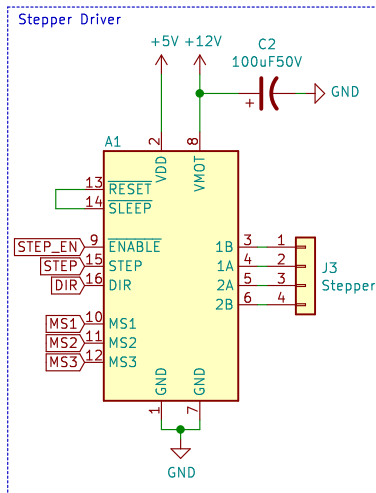 Stepper Driver
+5V +12V
C2
100uF50V
+
GND
A1
2 VDD
8 VMOT
13 RESET
14 SLEEP
STEP_EN 9 ENABLE
STEP 15 STEP
DIR 16 DIR
MS1 10 MS1
MS2 11 MS2
MS3 12 MS3
1B 3 1
1A 4 2
2A 5 3
2B 6 4
J3
Stepper
GND 1
GND 7
GND